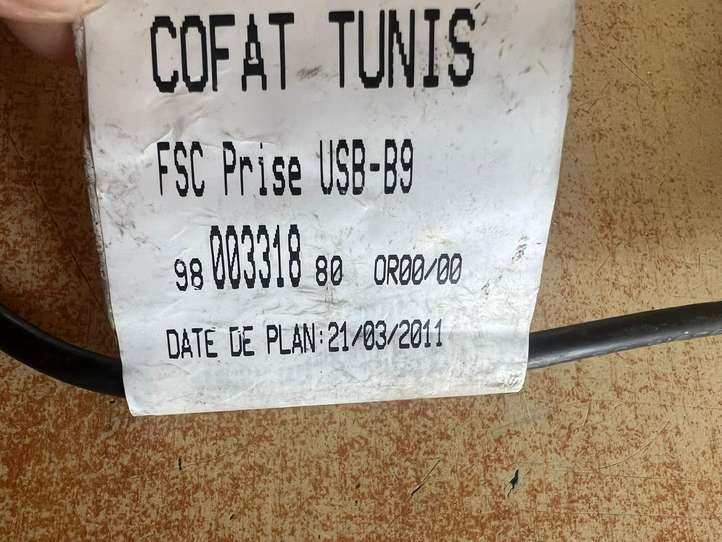 COFAT TUNIS
FSC Prise USB-B9
98 003318 80 OR00/00
DATE DE PLAN:21/03/2011